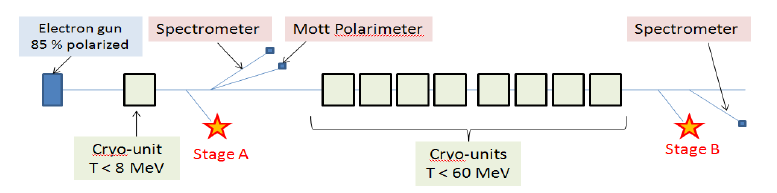 Electron gun
85 % polarized
Spectrometer
Mott Polarimeter
Spectrometer
Cryo-unit
T < 8 MeV
Stage A
Cryo-units
T < 60 MeV
Stage B